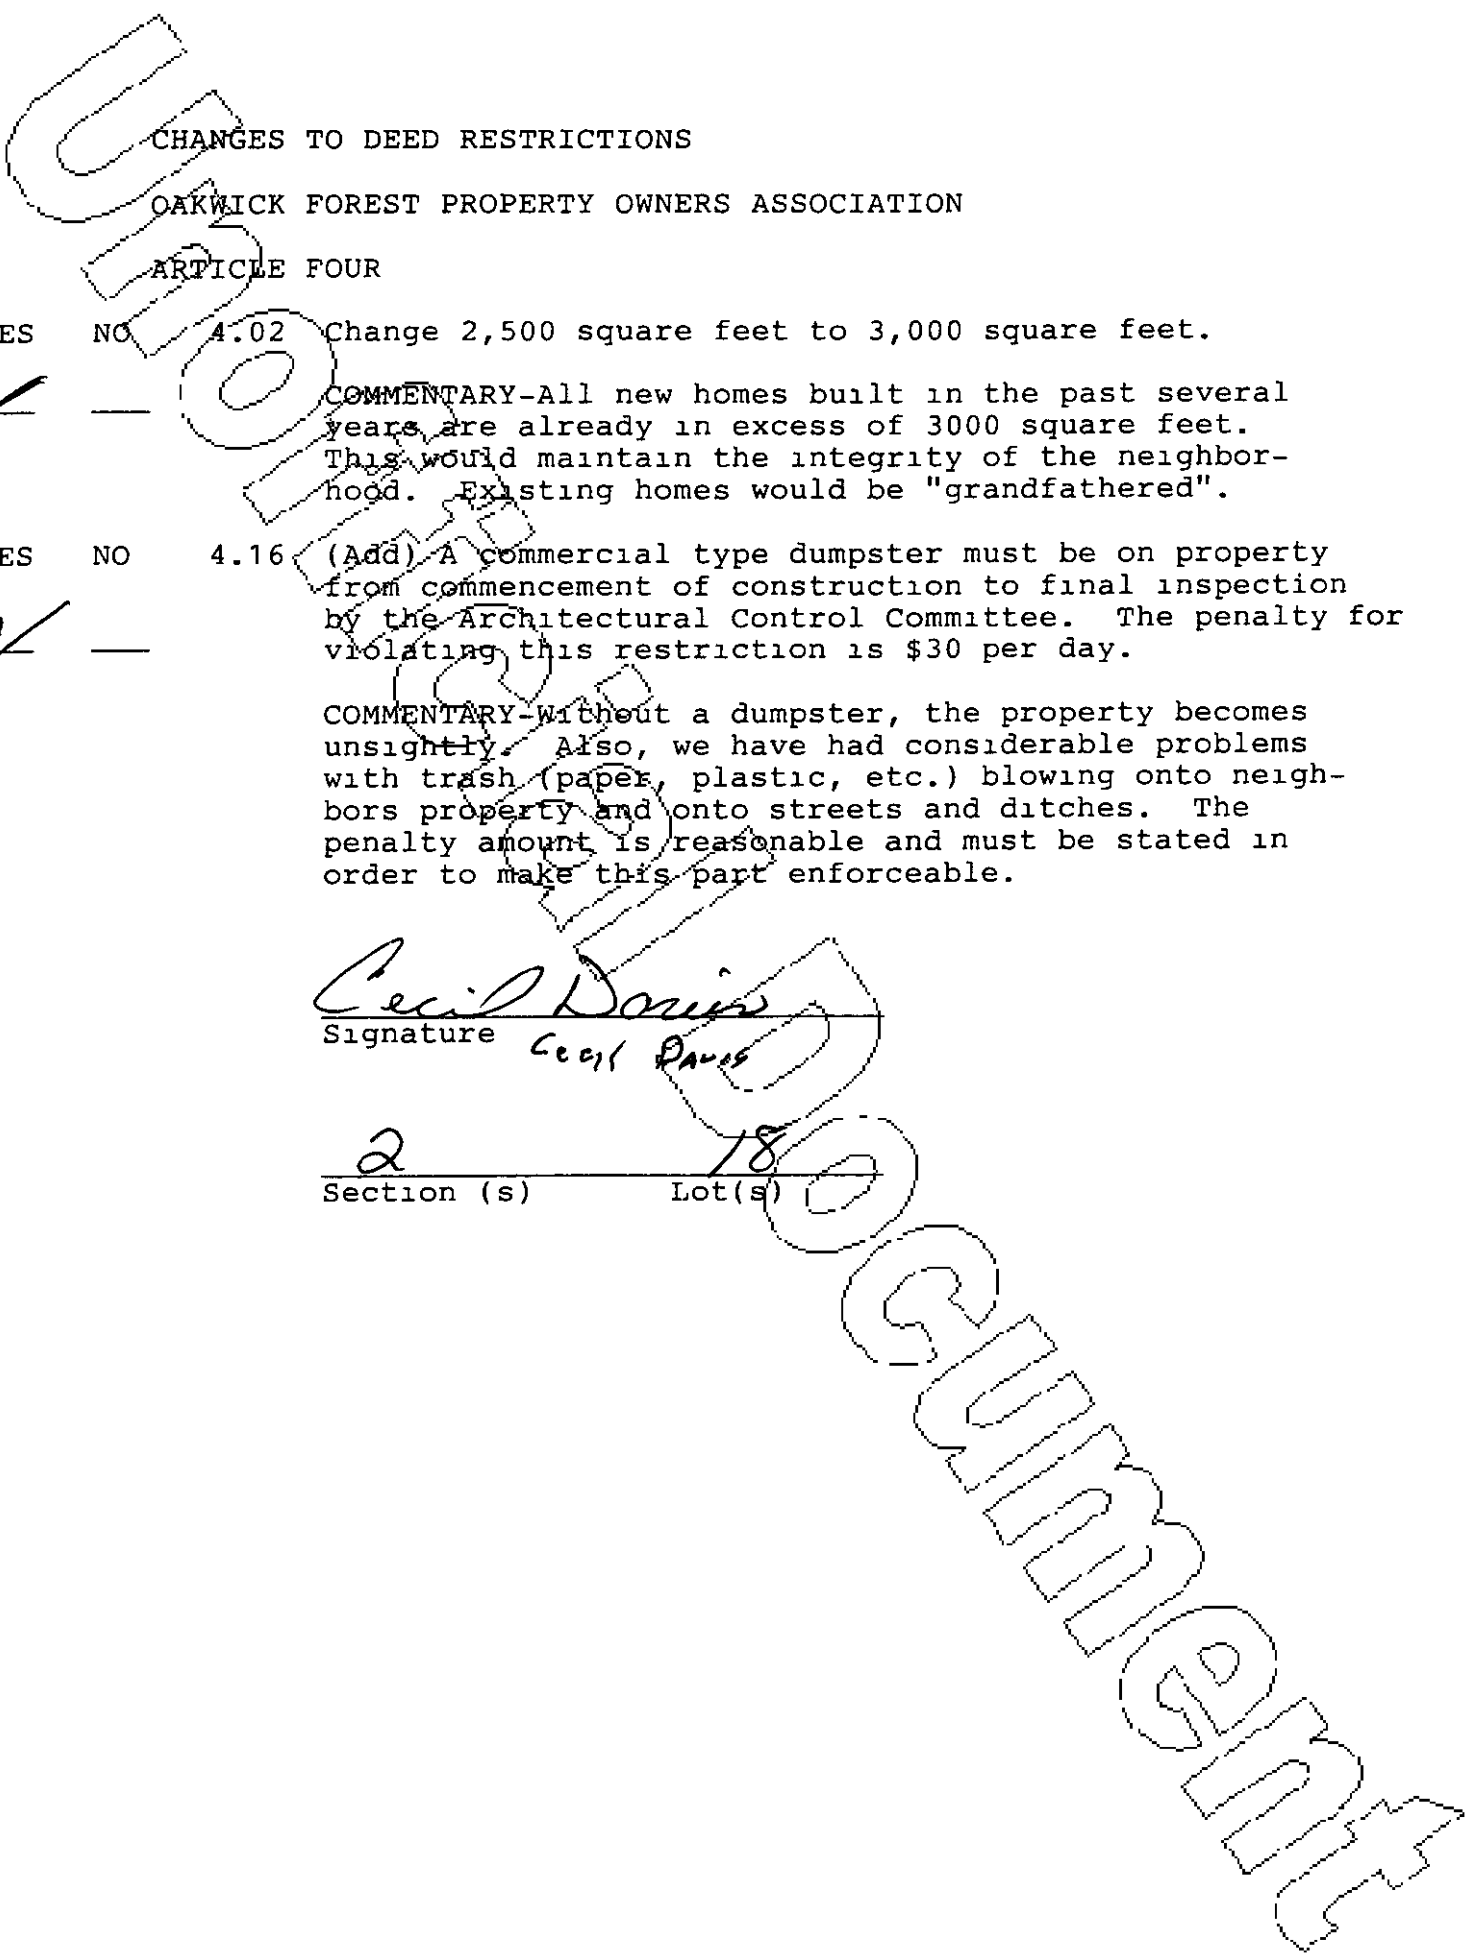 CHANGES TO DEED RESTRICTIONS
OAKWICK FOREST PROPERTY OWNERS ASSOCIATION
ARTICLE FOUR
ES NO 4.02 Change 2,500 square feet to 3,000 square feet.
COMMENTARY-All new homes built in the past several
years are already in excess of 3000 square feet.
This would maintain the integrity of the neighbor-
hood. Existing homes would be "grandfathered".
ES NO 4.16 (Add) A commercial type dumpster must be on property
from commencement of construction to final inspection
by the Architectural Control Committee. The penalty for
violating this restriction is $30 per day.
COMMENTARY-Without a dumpster, the property becomes
unsightly. Also, we have had considerable problems
with trash (paper, plastic, etc.) blowing onto neigh-
bors property and onto streets and ditches. The
penalty amount is reasonable and must be stated in
order to make this part enforceable.
Cecil Davis
Signature Cecil Davis
2 18
Section (s) Lot(s)
Unofficial Document